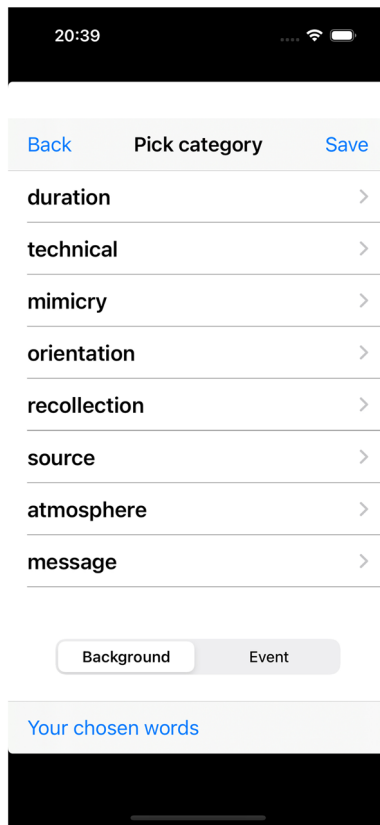 20:39
Back Pick category Save
duration
technical
mimicry
orientation
recollection
source
atmosphere
message
Background Event
Your chosen words